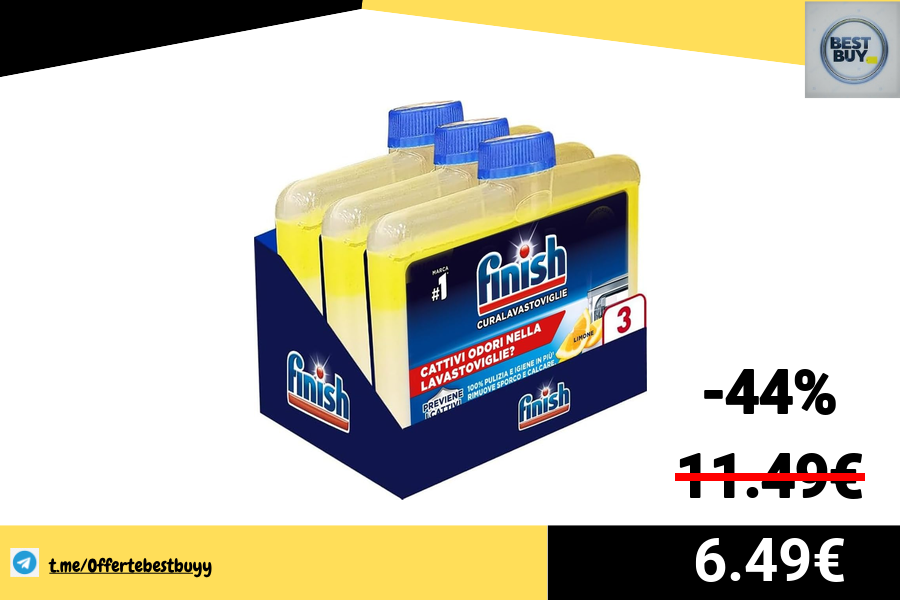 BEST
BUY
MARCA
#1
finish
CURALAVASTOVIGLIE
CATTIVI ODORI NELLA
LAVASTOVIGLIE?
LIMONE
3
100% PULIZIA E IGIENE IN PIÙ
RIMUOVE SPORCO E CALCARE
PREVIENE
I CATTIVI
finish
finish
-44%
11.49€
6.49€
t.me/Offertebestbuyy